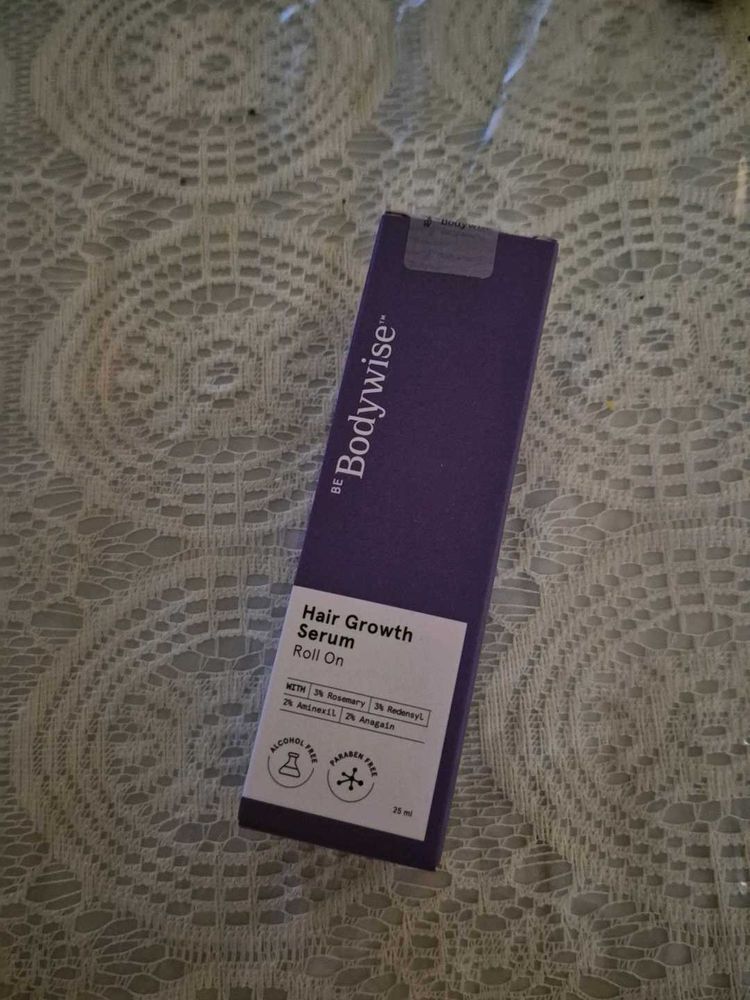 Bodywise
BE Bodywise™
Hair Growth
Serum
Roll On
WITH 3% Rosemary 3% Redensyl
2% Aminexil 2% Anagain
ALCOHOL FREE
PARABEN FREE
25 ml